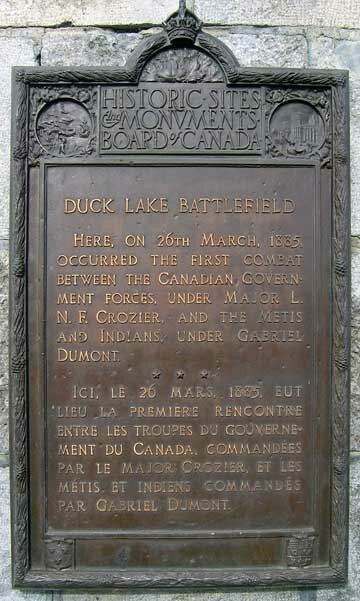 HISTORIC·SITES
and MONVMENTS
BOARD of CANADA
DUCK LAKE BATTLEFIELD
HERE, ON 26TH MARCH, 1885,
OCCURRED THE FIRST COMBAT
BETWEEN THE CANADIAN GOVERN-
MENT FORCES, UNDER MAJOR L.
N. F. CROZIER, AND THE METIS
AND INDIANS, UNDER GABRIEL
DUMONT.
ICI, LE 26 MARS, 1885, EUT
LIEU LA PREMIERE RENCONTRE
ENTRE LES TROUPES DU GOUVERNE-
MENT DU CANADA, COMMANDÉES
PAR LE MAJOR CROZIER, ET LES
MÉTIS ET INDIENS COMMANDÉS
PAR GABRIEL DUMONT.